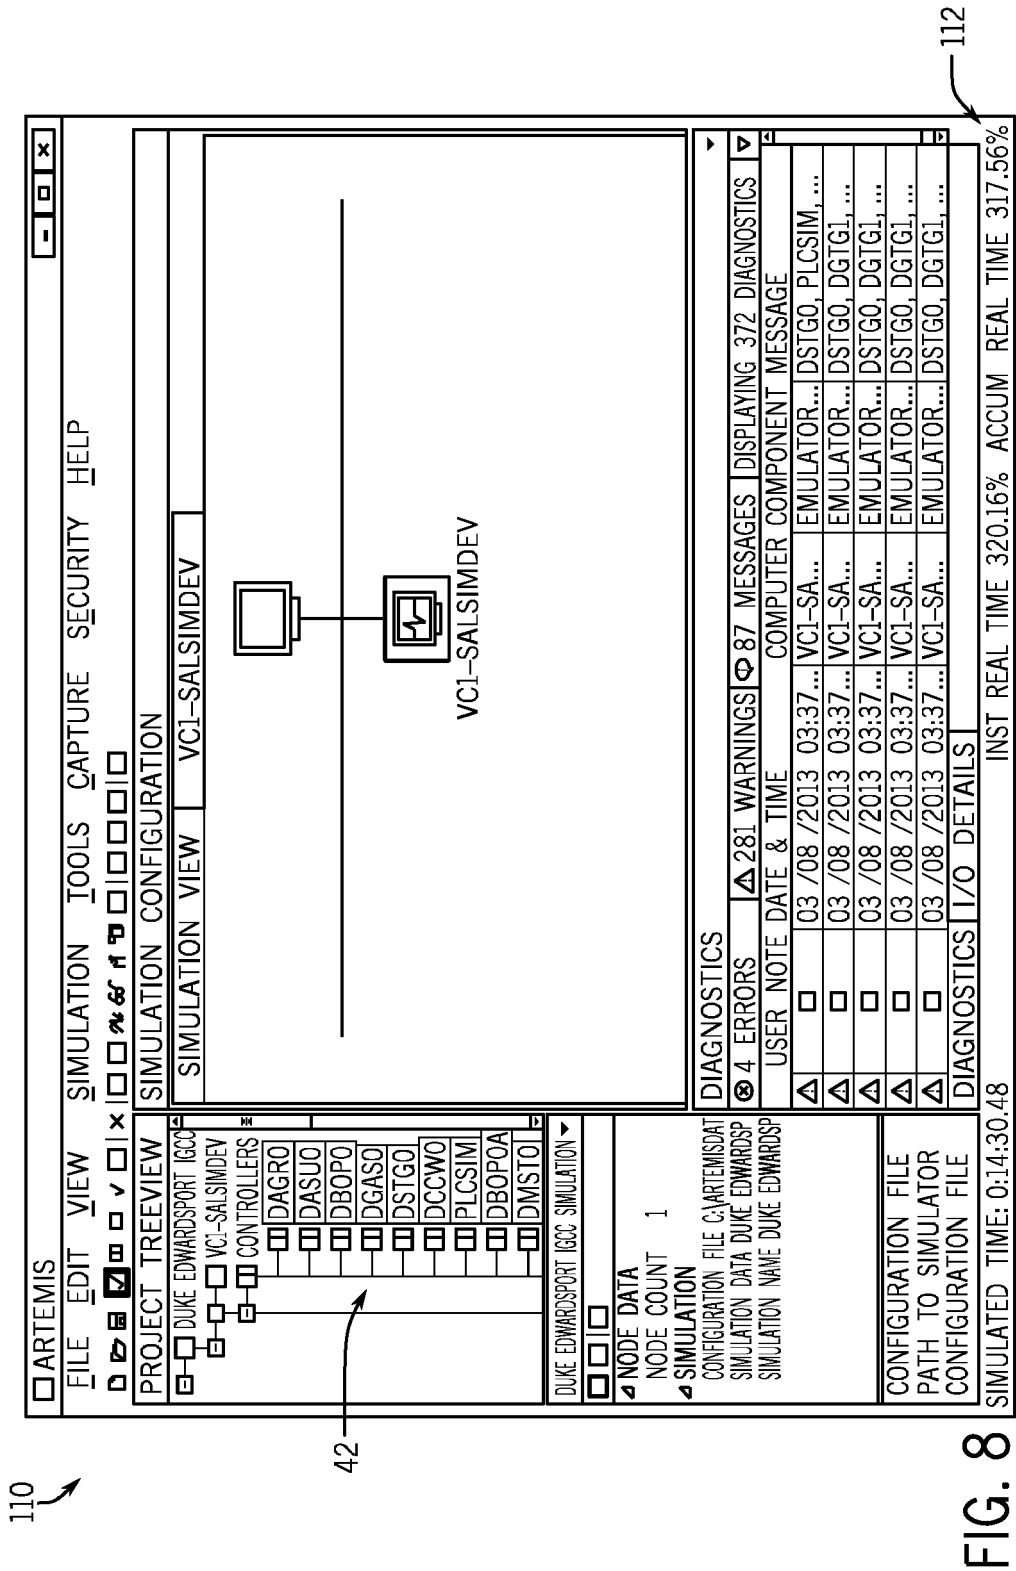 110
ARTEMIS
FILE EDIT VIEW SIMULATION TOOLS CAPTURE SECURITY HELP
PROJECT TREEVIEW
DUKE EDWARDSPORT IGCC
VC1-SALSIMDEV
CONTROLLERS
DAGRO
DASUO
DBOPO
DGASO
DSTGO
DCCWO
PLCSIM
DBOPOA
DMSTO
42
DUKE EDWARDSPORT IGCC SIMULATION
NODE DATA
NODE COUNT 1
SIMULATION
CONFIGURATION FILE C:\ARTEMISDAT
SIMULATION DATA DUKE EDWARDSP
SIMULATION NAME DUKE EDWARDSP
CONFIGURATION FILE
PATH TO SIMULATOR
CONFIGURATION FILE
SIMULATION CONFIGURATION
SIMULATION VIEW VC1-SALSIMDEV
VC1-SALSIMDEV
DIAGNOSTICS
4 ERRORS 281 WARNINGS 87 MESSAGES DISPLAYING 372 DIAGNOSTICS
USER NOTE DATE & TIME COMPUTER COMPONENT MESSAGE
03 /08 /2013 03:37... VC1-SA... EMULATOR... DSTGO, PLCSIM, ...
03 /08 /2013 03:37... VC1-SA... EMULATOR... DSTGO, DGTG1, ...
03 /08 /2013 03:37... VC1-SA... EMULATOR... DSTGO, DGTG1, ...
03 /08 /2013 03:37... VC1-SA... EMULATOR... DSTGO, DGTG1, ...
03 /08 /2013 03:37... VC1-SA... EMULATOR... DSTGO, DGTG1, ...
DIAGNOSTICS I/O DETAILS
SIMULATED TIME: 0:14:30.48 INST REAL TIME 320.16% ACCUM REAL TIME 317.56%
112
FIG. 8